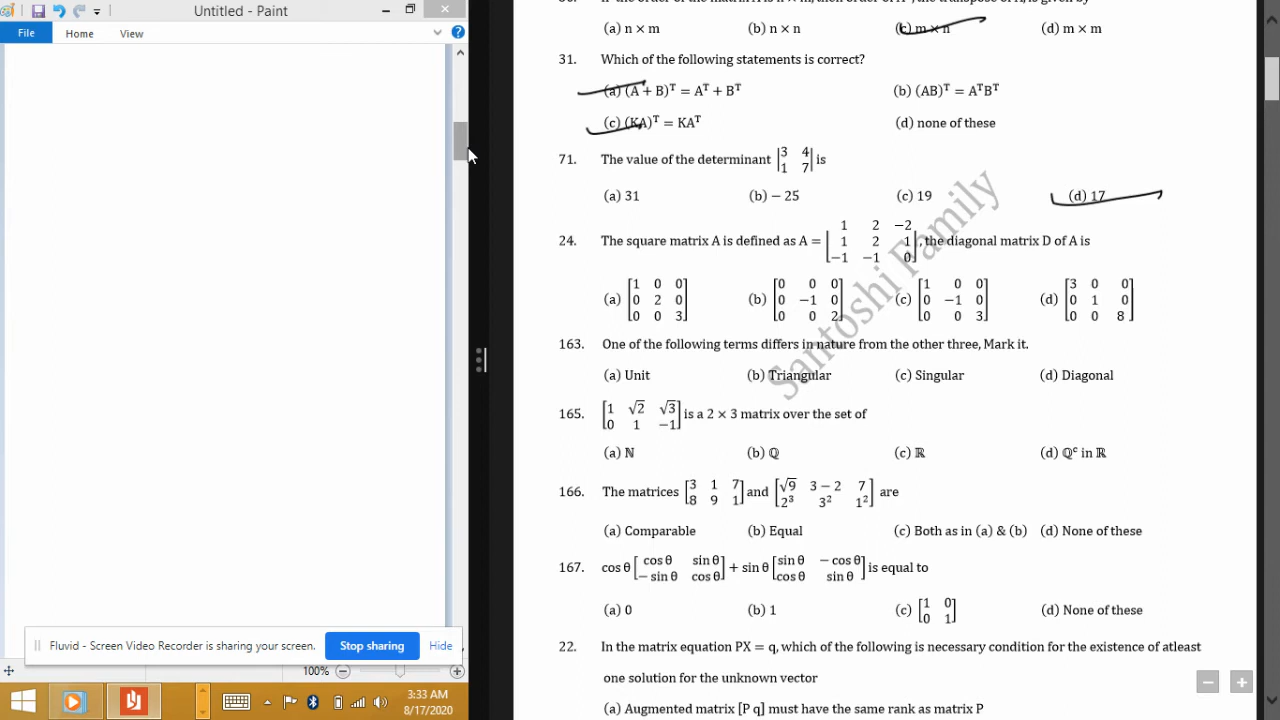 Untitled - Paint
File Home View
(a) n × m (b) n × n (c) m × n (d) m × m
31. Which of the following statements is correct?
(a) (A + B)ᵀ = Aᵀ + Bᵀ (b) (AB)ᵀ = AᵀBᵀ
(c) (KA)ᵀ = KAᵀ (d) none of these
71. The value of the determinant |3 4| is
|1 7|
(a) 31 (b) − 25 (c) 19 (d) 17
1 2 −2
24. The square matrix A is defined as A = [1 2 1], the diagonal matrix D of A is
−1 −1 0
[1 0 0] [0 0 0] [1 0 0] [3 0 0]
(a) [0 2 0] (b) [0 −1 0] (c) [0 −1 0] (d) [0 1 0]
[0 0 3] [0 0 2] [0 0 3] [0 0 8]
163. One of the following terms differs in nature from the other three, Mark it.
(a) Unit (b) Triangular (c) Singular (d) Diagonal
165. [1 √2 √3] is a 2 × 3 matrix over the set of
[0 1 −1]
(a) ℕ (b) ℚ (c) ℝ (d) ℚᶜ in ℝ
166. The matrices [3 1 7] and [√9 3 − 2 7] are
[8 9 1] [2³ 3² 1²]
(a) Comparable (b) Equal (c) Both as in (a) & (b) (d) None of these
167. cos θ [cos θ sin θ] + sin θ [sin θ − cos θ] is equal to
[− sin θ cos θ] [cos θ sin θ]
(a) 0 (b) 1 (c) [1 0] (d) None of these
[0 1]
22. In the matrix equation PX = q, which of the following is necessary condition for the existence of atleast
one solution for the unknown vector
(a) Augmented matrix [P q] must have the same rank as matrix P
Santoshi Family
Fluvid - Screen Video Recorder is sharing your screen. Stop sharing Hide
100%
3:33 AM
8/17/2020